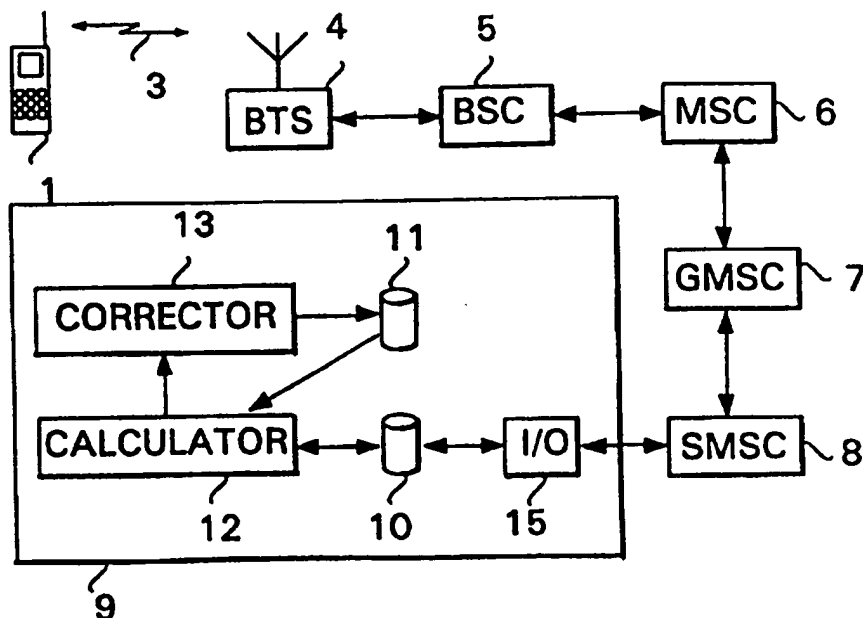 4
5
3
BTS
BSC
MSC
6
1
13
11
GMSC
7
CORRECTOR
CALCULATOR
I/O
SMSC
8
12
10
15
9